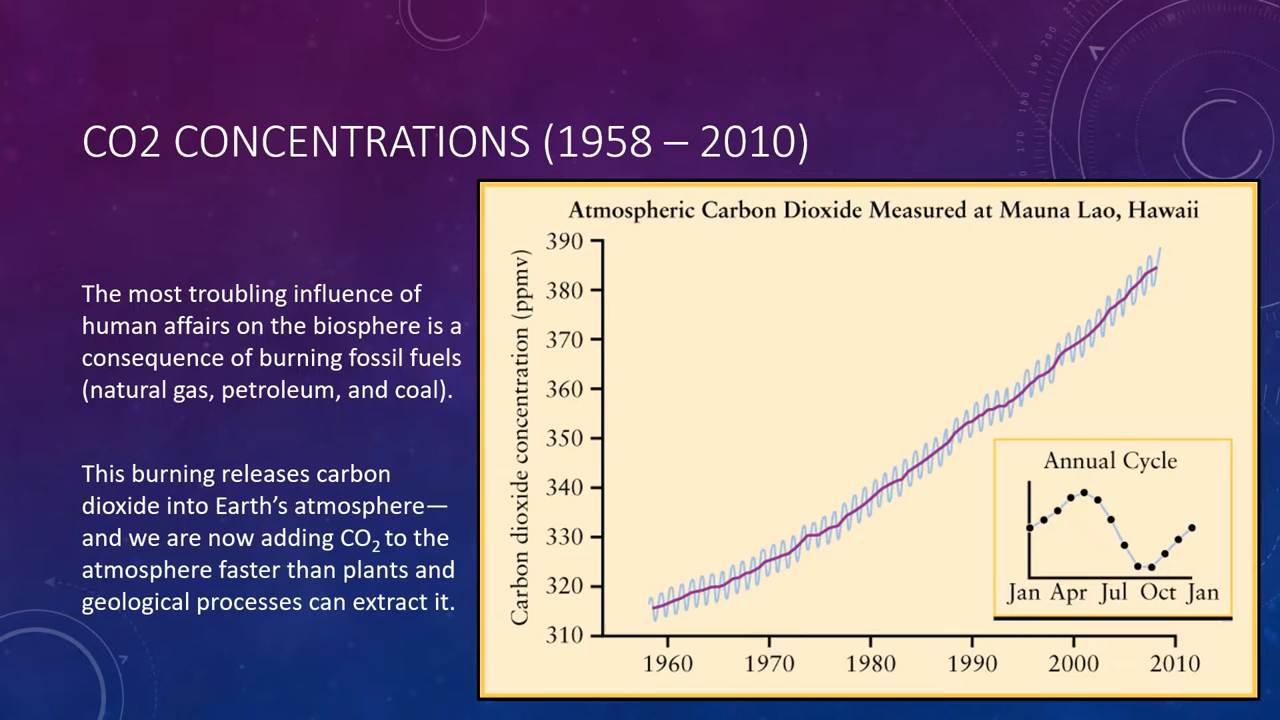 CO2 CONCENTRATIONS (1958 – 2010)
The most troubling influence of
human affairs on the biosphere is a
consequence of burning fossil fuels
(natural gas, petroleum, and coal).
This burning releases carbon
dioxide into Earth’s atmosphere—
and we are now adding CO₂ to the
atmosphere faster than plants and
geological processes can extract it.
Atmospheric Carbon Dioxide Measured at Mauna Lao, Hawaii
Carbon dioxide concentration (ppmv)
390
380
370
360
350
340
330
320
310
1960 1970 1980 1990 2000 2010
Annual Cycle
Jan Apr Jul Oct Jan
170
180
190
200